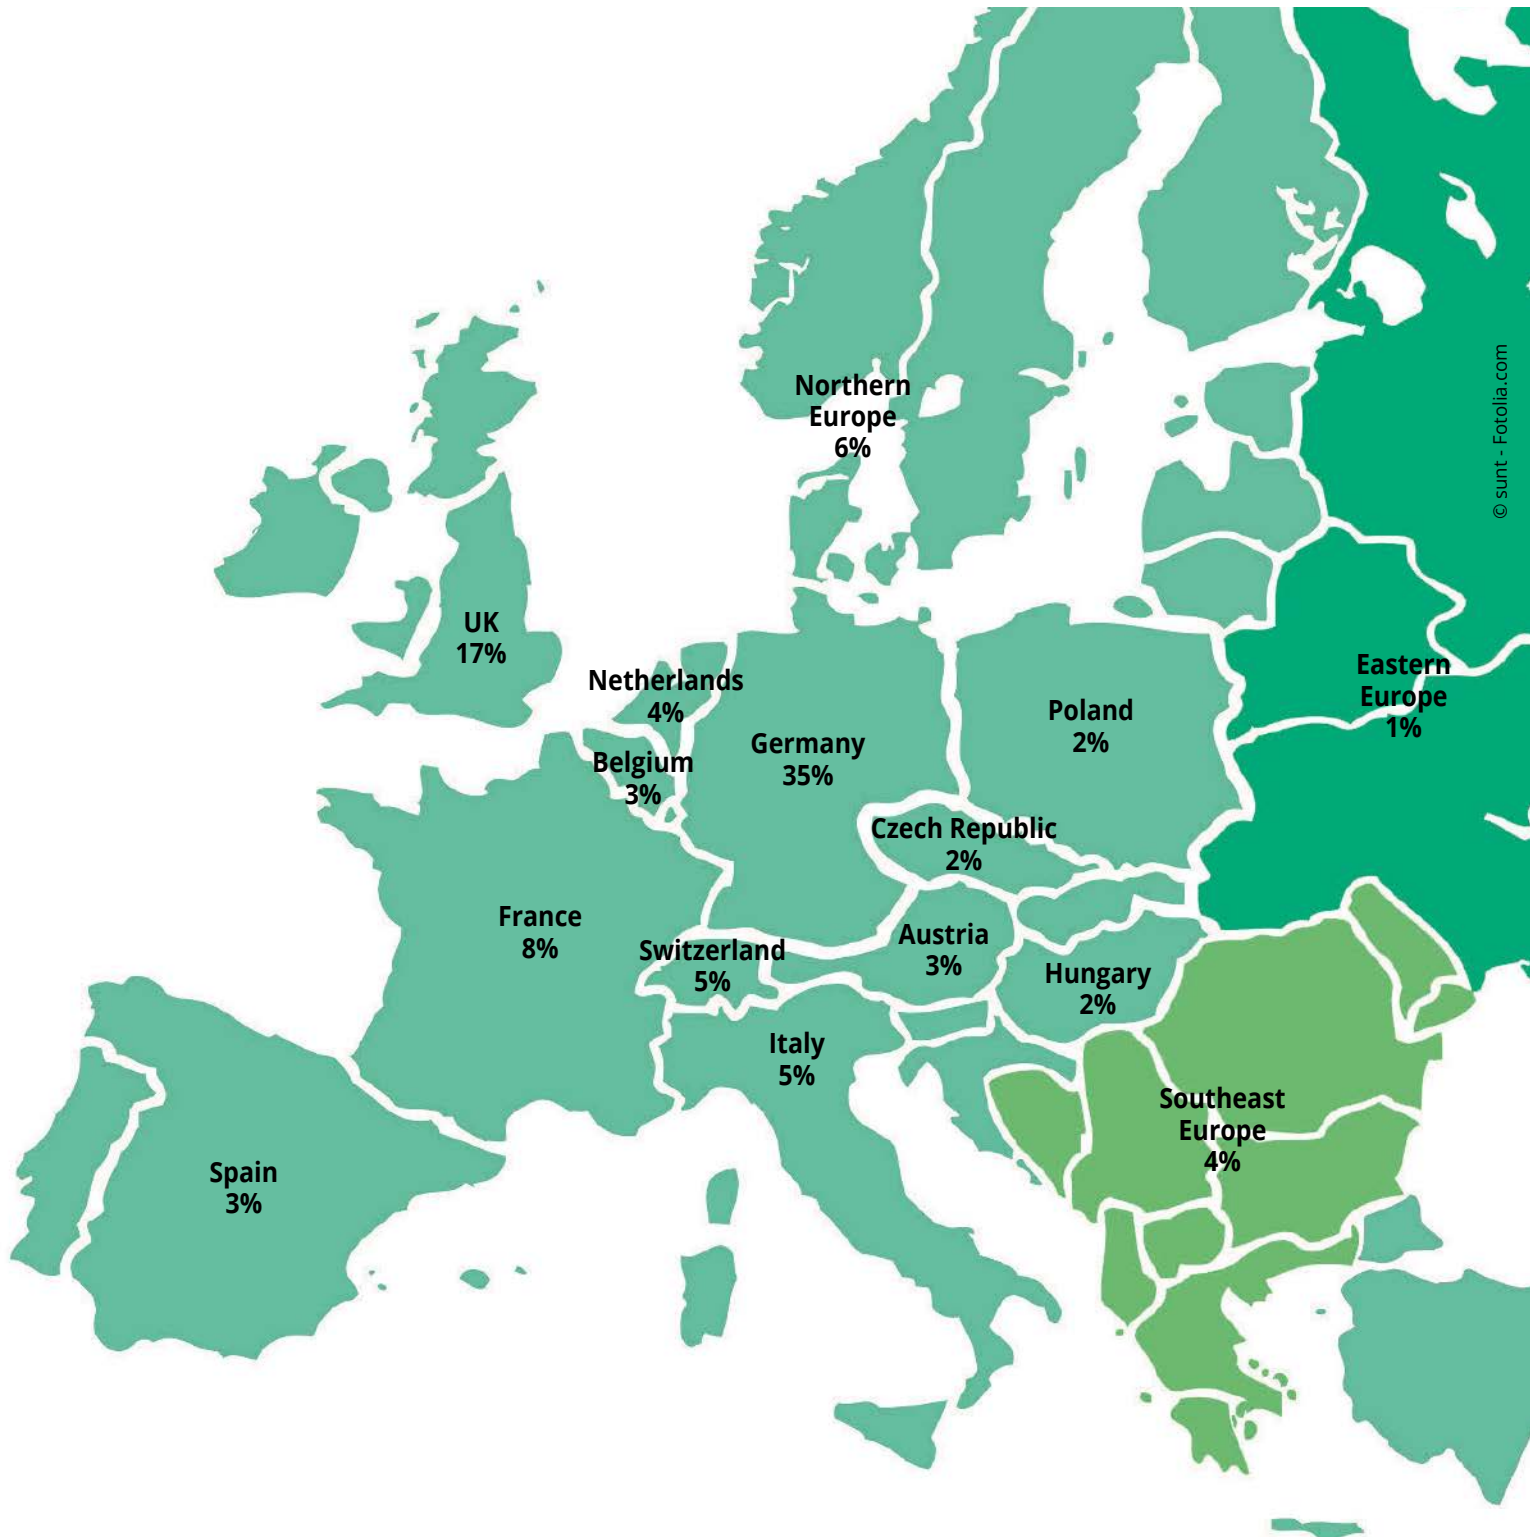 Northern
Europe
6%
© sunt - Fotolia.com
UK
17%
Netherlands
4%
Eastern
Europe
1%
Poland
2%
Germany
35%
Belgium
3%
Czech Republic
2%
France
8%
Switzerland
5%
Austria
3%
Hungary
2%
Italy
5%
Southeast
Europe
4%
Spain
3%